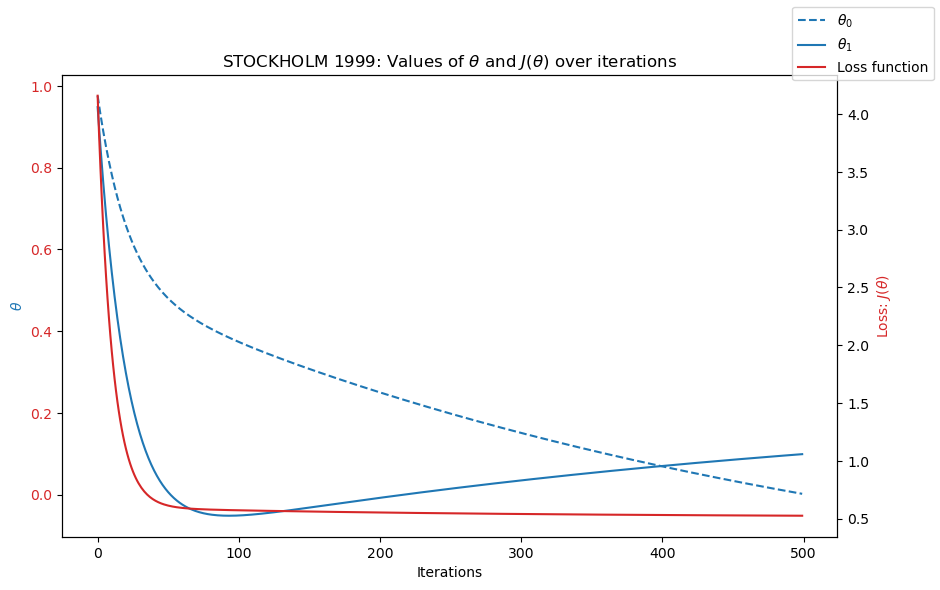 θ₀
θ₁
Loss function
STOCKHOLM 1999: Values of θ and J(θ) over iterations
1.0
0.8
0.6
0.4
0.2
0.0
θ
4.0
3.5
3.0
2.5
2.0
1.5
1.0
0.5
Loss: J(θ)
0 100 200 300 400 500
Iterations